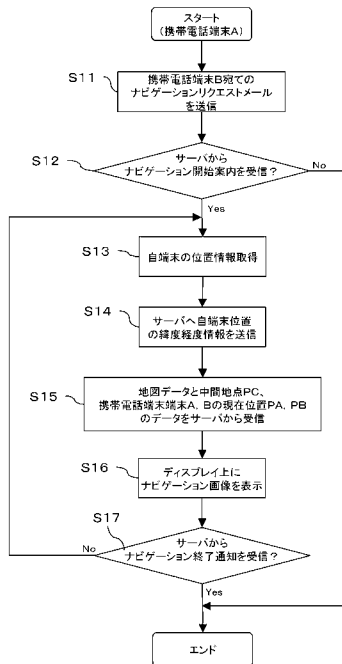 スタート
(携帯電話端末A)
S11
携帯電話端末B宛ての
ナビゲーションリクエストメール
を送信
S12
サーバから
ナビゲーション開始案内を受信?
No
Yes
S13
自端末の位置情報取得
S14
サーバへ自端末位置
の緯度経度情報を送信
S15
地図データと中間地点PC、
携帯電話端末端末A、Bの現在位置PA、PB
のデータをサーバから受信
S16
ディスプレイ上に
ナビゲーション画像を表示
S17
サーバから
ナビゲーション終了通知を受信?
No
Yes
エンド